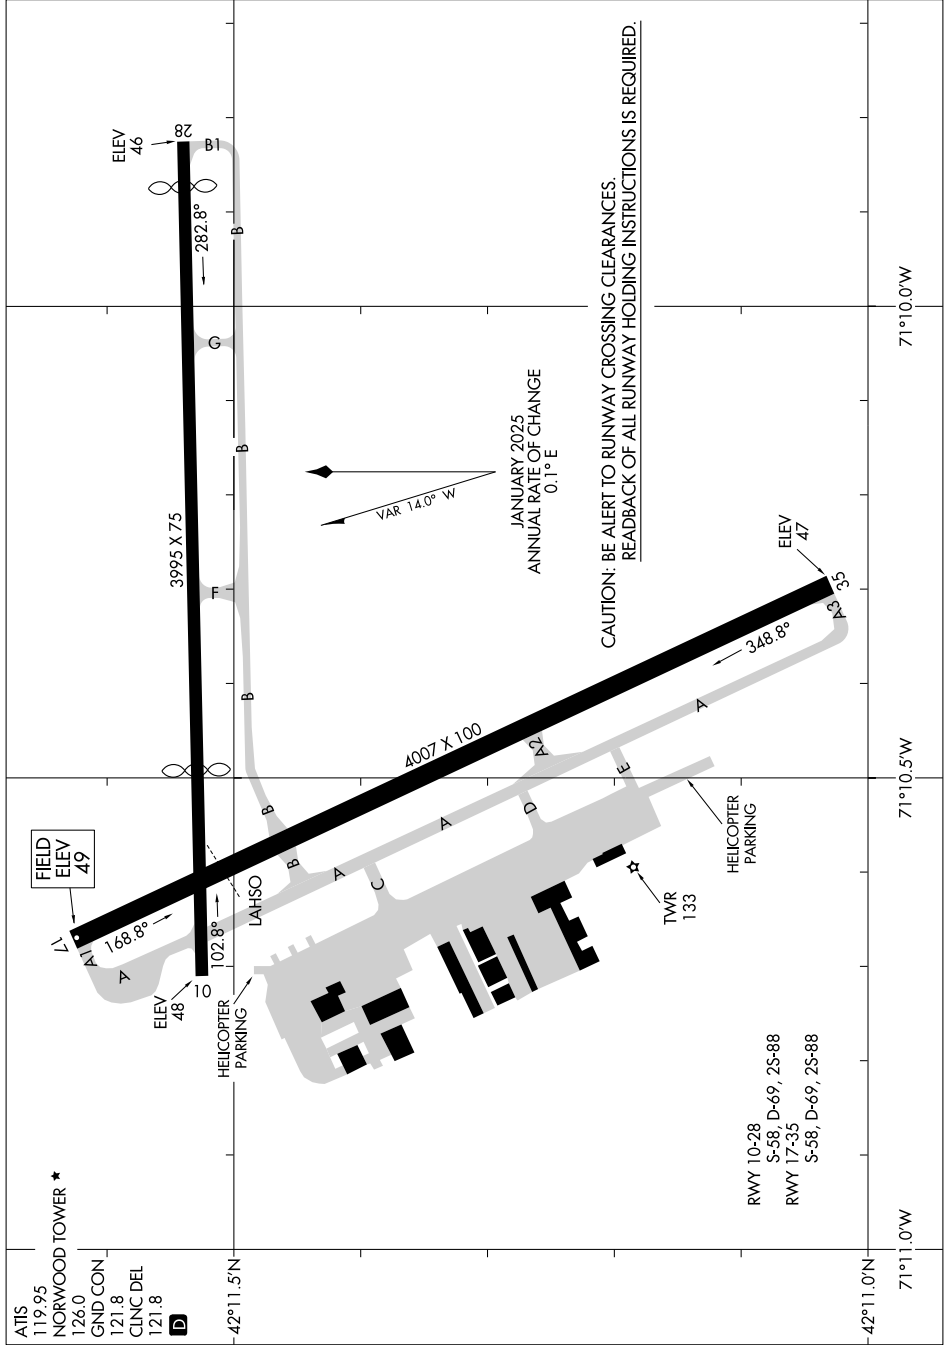 ATIS
119.95
NORWOOD TOWER ★
126.0
GND CON
121.8
CLNC DEL
121.8
D
FIELD
ELEV
49
17
A1
168.8°
A
ELEV
48
10
102.8°
LAHSO
HELICOPTER
PARKING
ELEV
46
28
B1
282.8°
B
G
B
3995 X 75
F
B
B
B
A
C
4007 X 100
A
D
A2
E
A
348.8°
A3
35
ELEV
47
HELICOPTER
PARKING
TWR
133
VAR 14.0° W
JANUARY 2025
ANNUAL RATE OF CHANGE
0.1° E
CAUTION: BE ALERT TO RUNWAY CROSSING CLEARANCES.
READBACK OF ALL RUNWAY HOLDING INSTRUCTIONS IS REQUIRED.
RWY 10-28
S-58, D-69, 2S-88
RWY 17-35
S-58, D-69, 2S-88
42°11.5'N
42°11.0'N
71°11.0'W
71°10.5'W
71°10.0'W